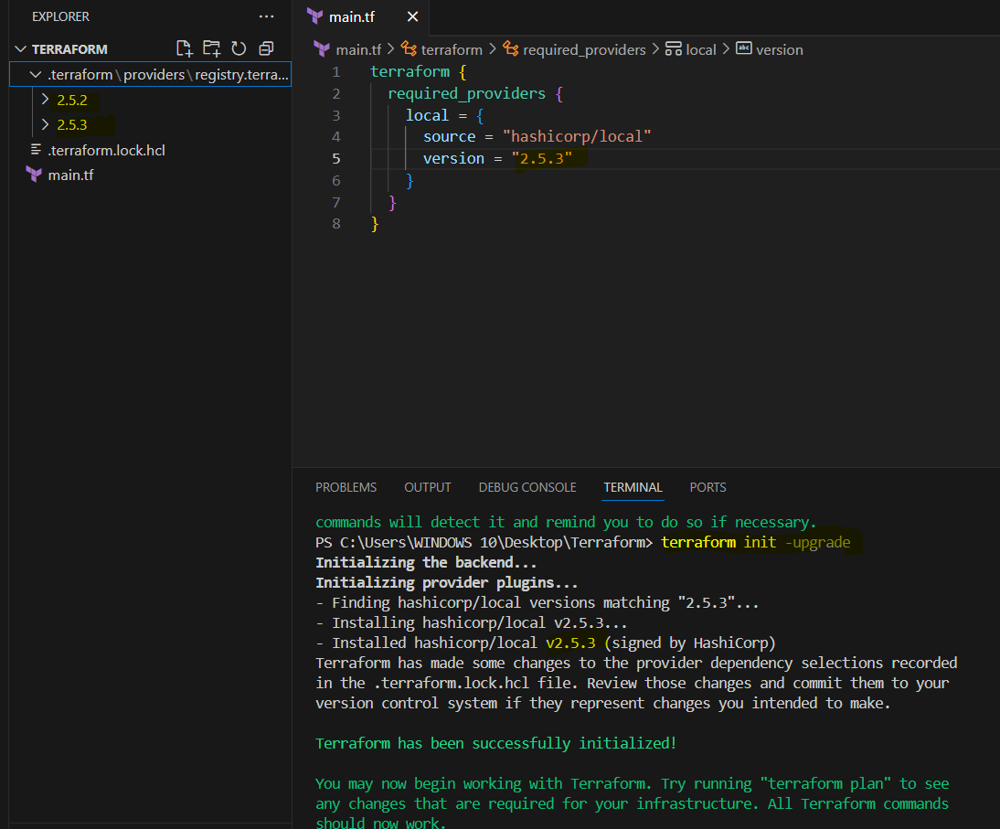 EXPLORER
TERRAFORM
.terraform\providers\registry.terra...
2.5.2
2.5.3
.terraform.lock.hcl
main.tf
main.tf
main.tf > terraform > required_providers > local > version
1 terraform {
2 required_providers {
3 local = {
4 source = "hashicorp/local"
5 version = "2.5.3"
6 }
7 }
8 }
PROBLEMS OUTPUT DEBUG CONSOLE TERMINAL PORTS
commands will detect it and remind you to do so if necessary.
PS C:\Users\WINDOWS 10\Desktop\Terraform> terraform init -upgrade
Initializing the backend...
Initializing provider plugins...
- Finding hashicorp/local versions matching "2.5.3"...
- Installing hashicorp/local v2.5.3...
- Installed hashicorp/local v2.5.3 (signed by HashiCorp)
Terraform has made some changes to the provider dependency selections recorded
in the .terraform.lock.hcl file. Review those changes and commit them to your
version control system if they represent changes you intended to make.
Terraform has been successfully initialized!
You may now begin working with Terraform. Try running "terraform plan" to see
any changes that are required for your infrastructure. All Terraform commands
should now work.